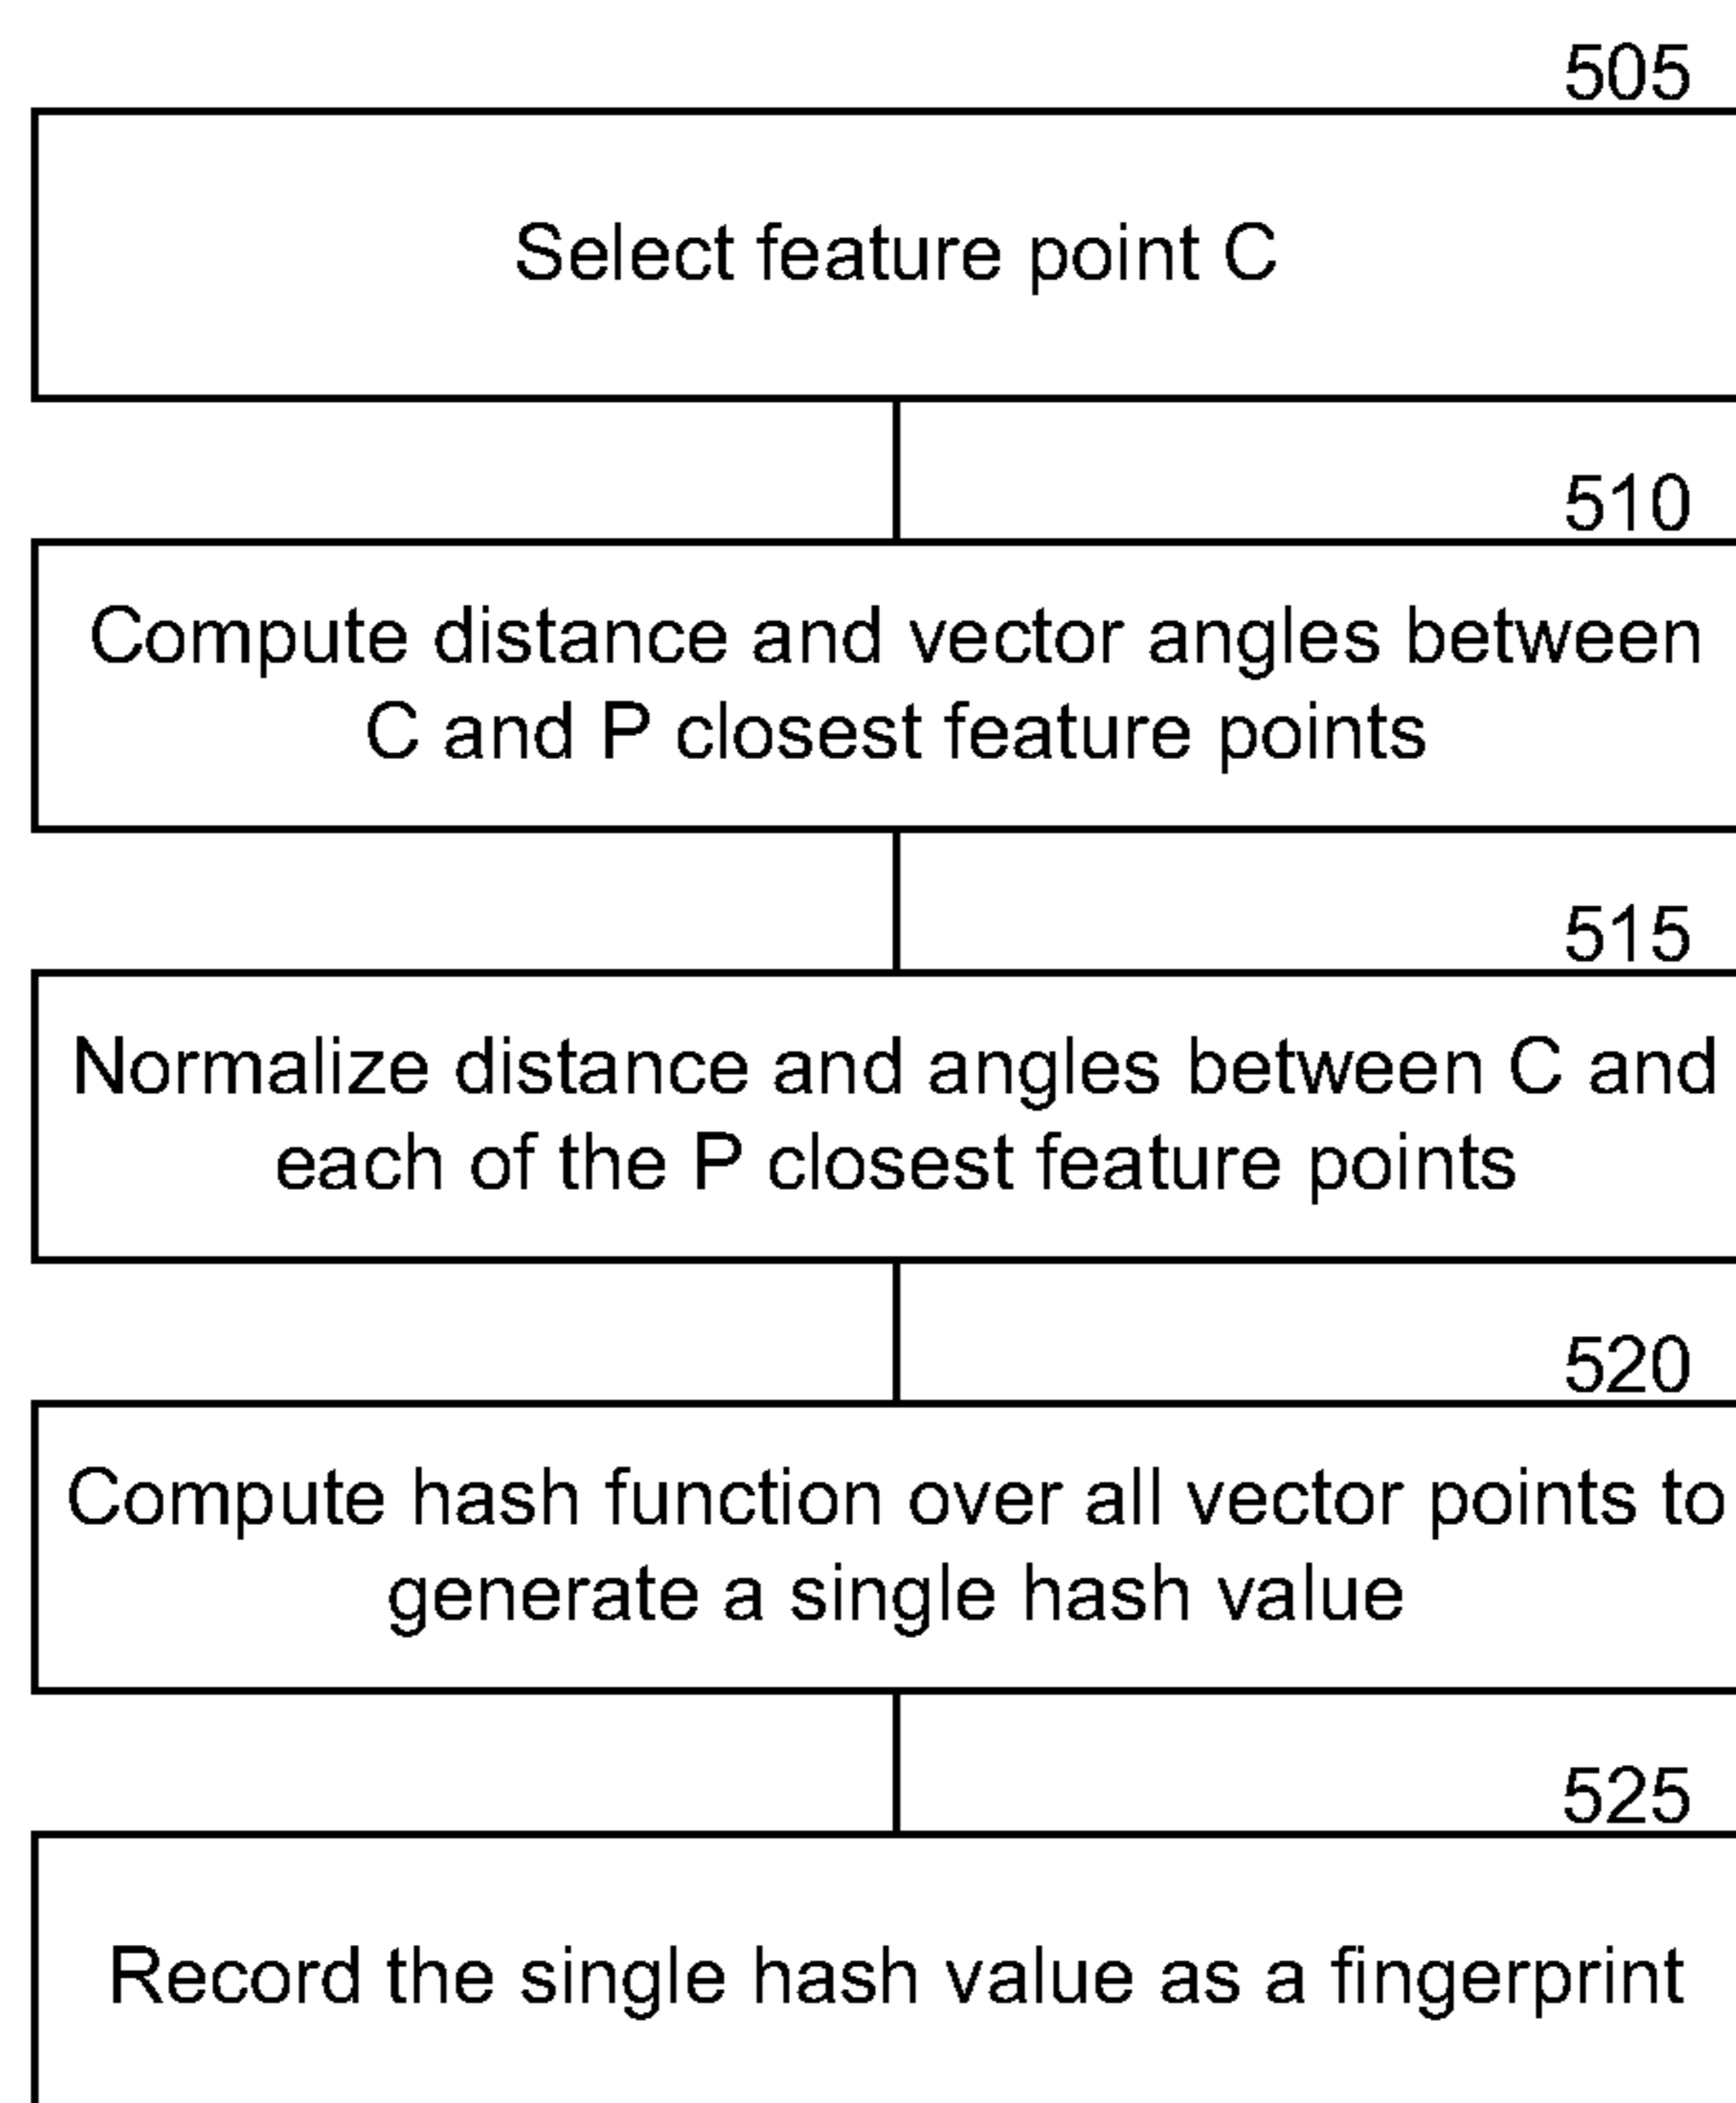 505
Select feature point C
510
Compute distance and vector angles between
C and P closest feature points
515
Normalize distance and angles between C and
each of the P closest feature points
520
Compute hash function over all vector points to
generate a single hash value
525
Record the single hash value as a fingerprint